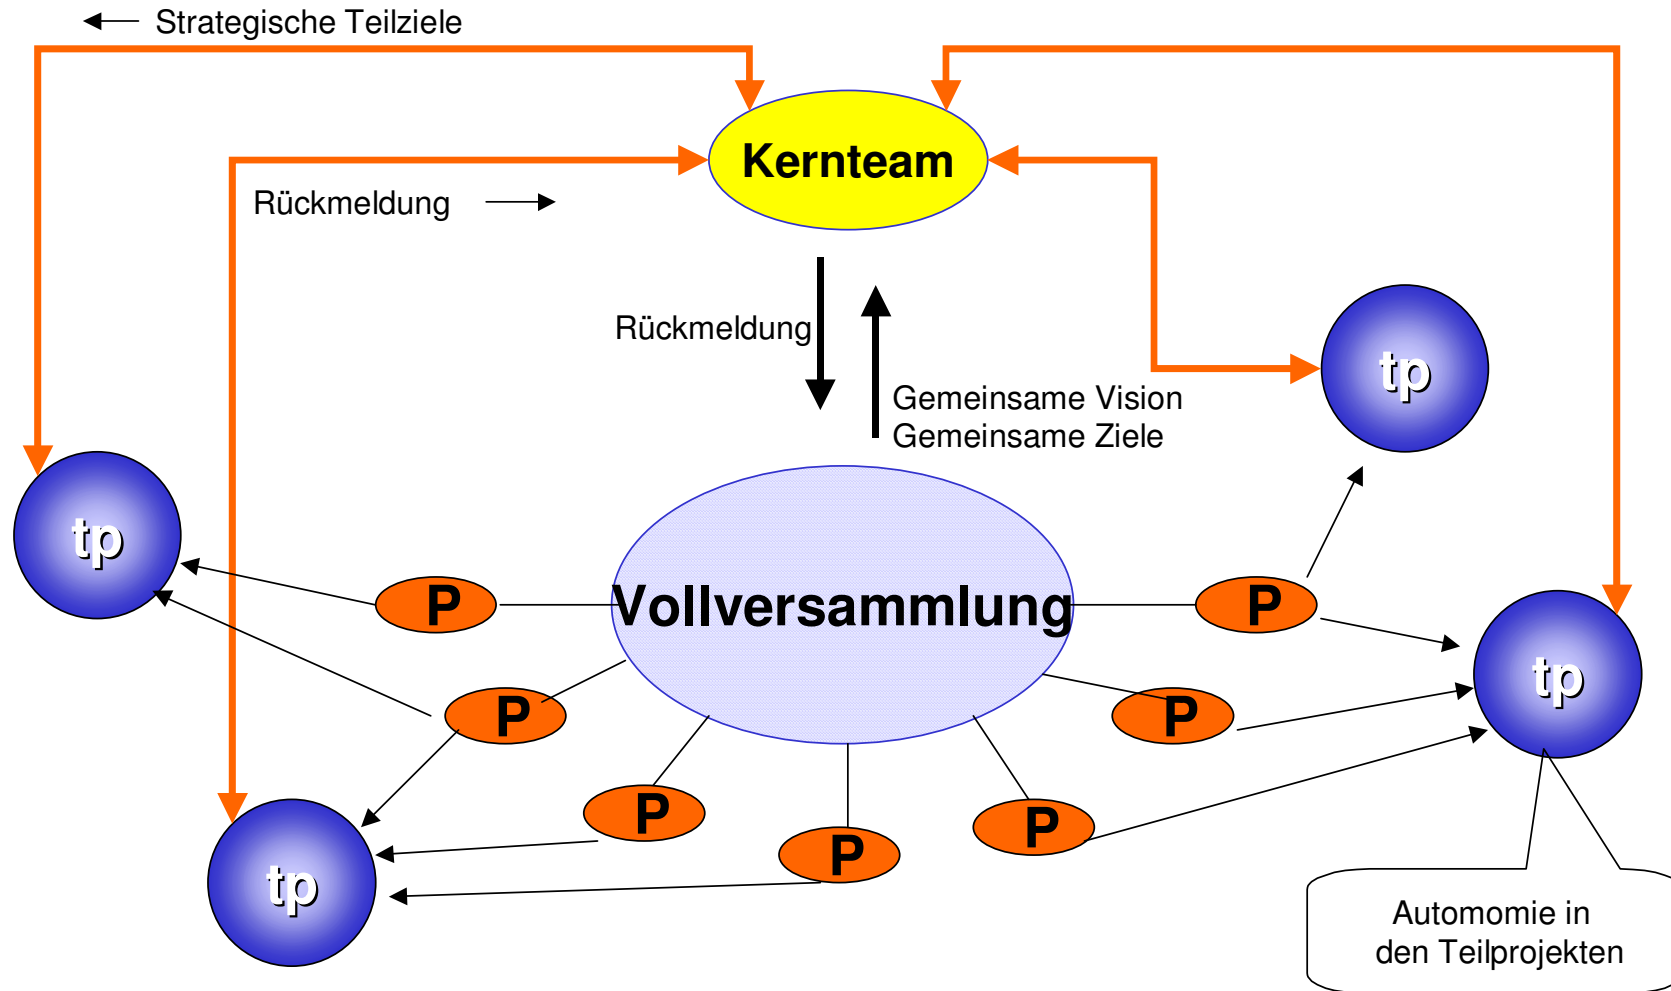 Strategische Teilziele
Kernteam
Rückmeldung
Rückmeldung
Gemeinsame Vision
Gemeinsame Ziele
tp
tp
P
Vollversammlung
P
tp
P
P
P
P
P
tp
Automomie in
den Teilprojekten